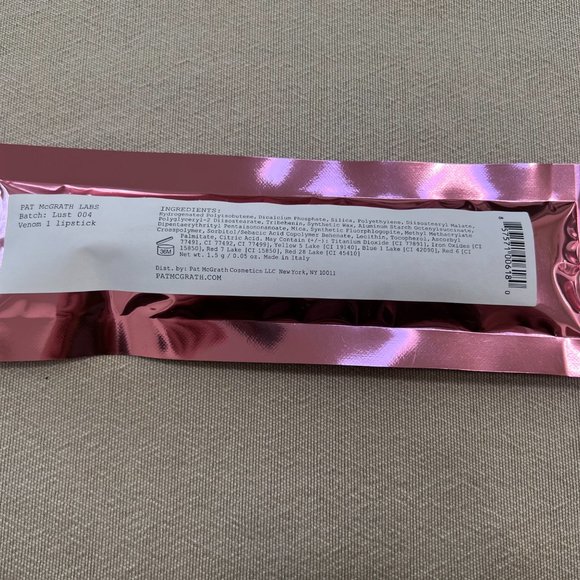 PAT McGRATH LABS
Batch: Lust 004
Venom 1 lipstick
INGREDIENTS:
Hydrogenated Polyisobutene, Dicalcium Phosphate, Silica, Polyethylene, Diisostearyl Malate,
Polyglyceryl-2 Diisostearate, Tribehenin, Synthetic Wax, Aluminum Starch Octenylsuccinate,
Dipentaerythrityl Pentaisononanoate, Mica, Synthetic Fluorphlogopite, Methyl Methacrylate
Crosspolymer, Sorbitol/Sebacic Acid Copolymer Behenate, Lecithin, Tocopherol, Ascorbyl
Palmitate, Citric Acid, May Contain (+/-): Titanium Dioxide [CI 77891], Iron Oxides [CI
77491, CI 77492, CI 77499], Yellow 5 Lake [CI 19140], Blue 1 Lake [CI 42090], Red 6 [CI
15850], Red 7 Lake [CI 15850], Red 28 Lake [CI 45410]
Net wt. 1.5 g / 0.05 oz. Made in Italy
Dist. by: Pat McGrath Cosmetics LLC New York, NY 10011
PATMCGRATH.COM